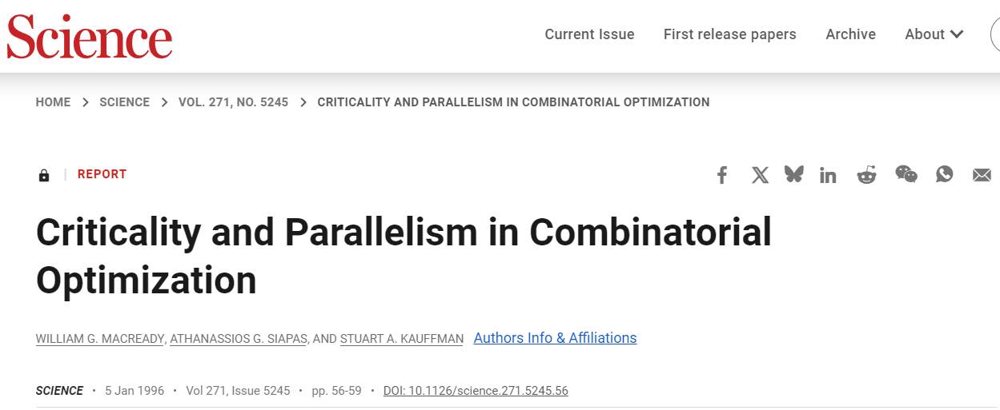 Science
Current Issue First release papers Archive About
HOME > SCIENCE > VOL. 271, NO. 5245 > CRITICALITY AND PARALLELISM IN COMBINATORIAL OPTIMIZATION
| REPORT
Criticality and Parallelism in Combinatorial
Optimization
WILLIAM G. MACREADY, ATHANASSIOS G. SIAPAS, AND STUART A. KAUFFMAN Authors Info & Affiliations
SCIENCE • 5 Jan 1996 • Vol 271, Issue 5245 • pp. 56-59 • DOI: 10.1126/science.271.5245.56